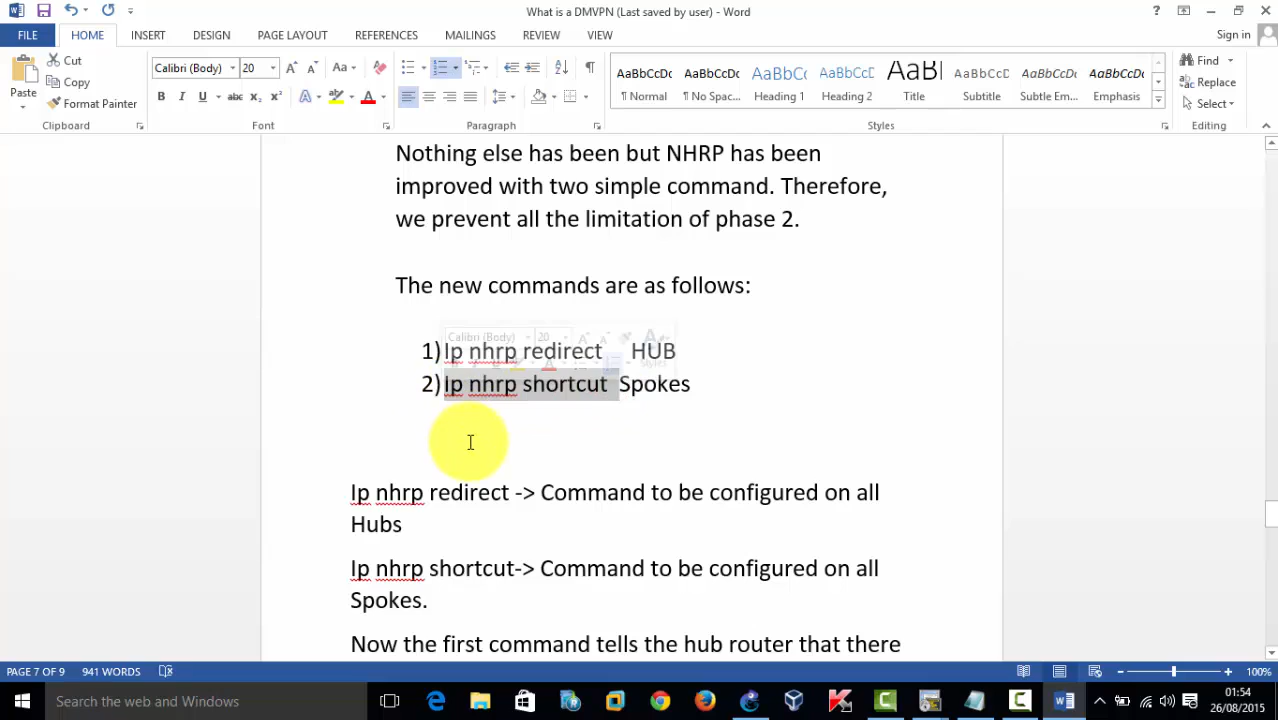 What is a DMVPN (Last saved by user) - Word
?
FILE HOME INSERT DESIGN PAGE LAYOUT REFERENCES MAILINGS REVIEW VIEW Sign in
Paste
Cut
Copy
Format Painter
Clipboard
Calibri (Body) 20
B I U abc x₂ x²
Font
Paragraph
AaBbCcDc AaBbCcDc AaBbCc AaBbCcC AaBl AaBbCcD AaBbCcDc AaBbCcDc
¶ Normal ¶ No Spac... Heading 1 Heading 2 Title Subtitle Subtle Em... Emphasis
Styles
Find
Replace
Select
Editing
Nothing else has been but NHRP has been
improved with two simple command. Therefore,
we prevent all the limitation of phase 2.
The new commands are as follows:
Calibri (Body) 20
1) Ip nhrp redirect HUB
2) Ip nhrp shortcut Spokes
Ip nhrp redirect -> Command to be configured on all
Hubs
Ip nhrp shortcut-> Command to be configured on all
Spokes.
Now the first command tells the hub router that there
PAGE 7 OF 9 941 WORDS 100%
Search the web and Windows
01:54
26/08/2015